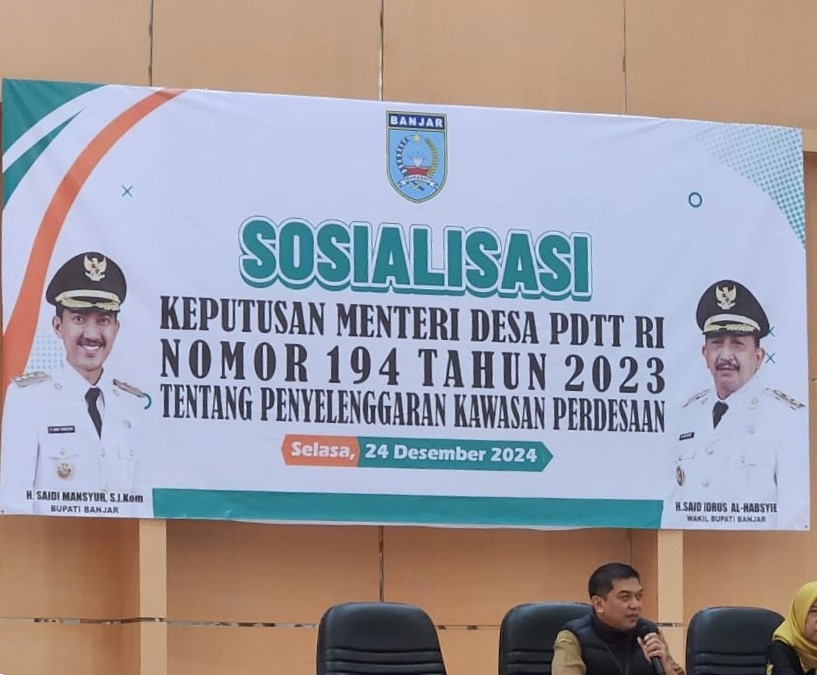 BANJAR
SOSIALISASI
KEPUTUSAN MENTERI DESA PDTT RI
NOMOR 194 TAHUN 2023
TENTANG PENYELENGGARAN KAWASAN PERDESAAN
Selasa, 24 Desember 2024
H. SAIDI MANSYUR, S.I.Kom
BUPATI BANJAR
H.SAID IDRUS AL-HABSYIE
WAKIL BUPATI BANJAR